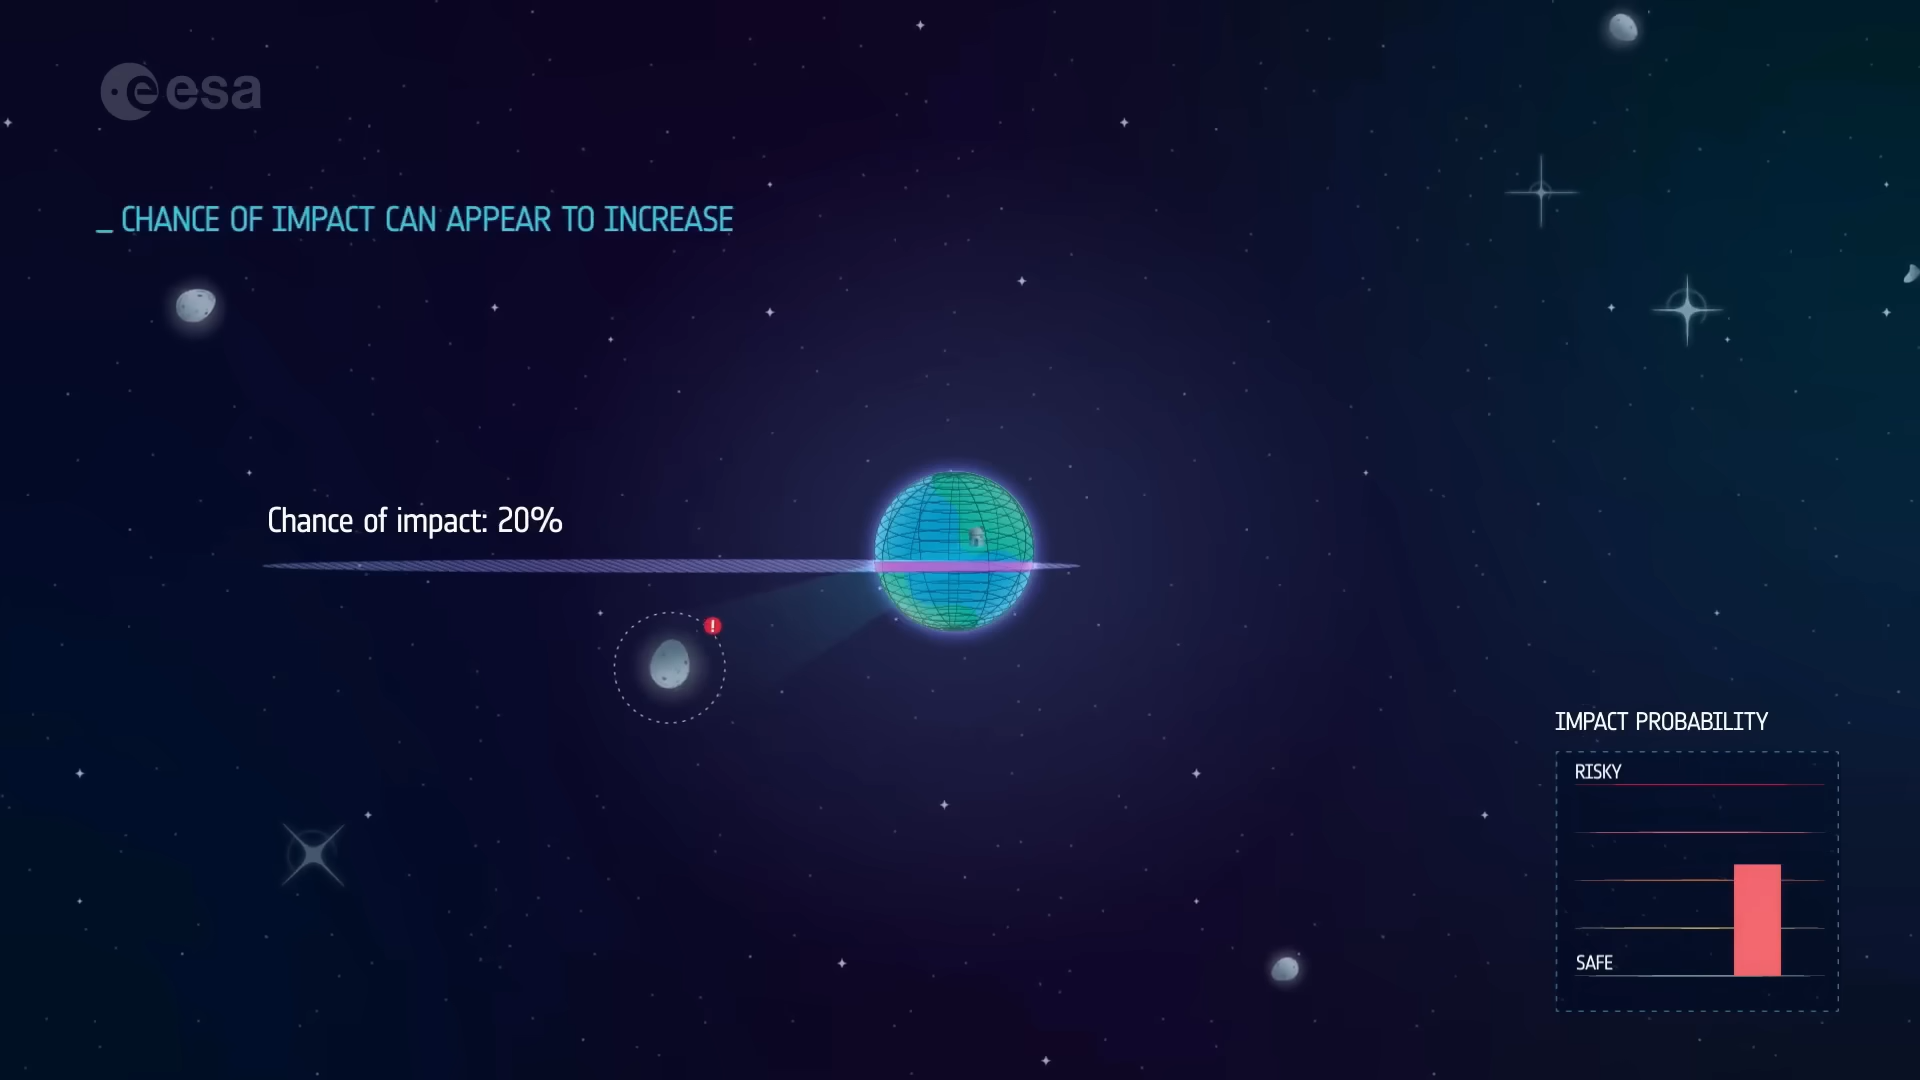 esa
_ CHANCE OF IMPACT CAN APPEAR TO INCREASE
Chance of impact: 20%
!
IMPACT PROBABILITY
RISKY
SAFE